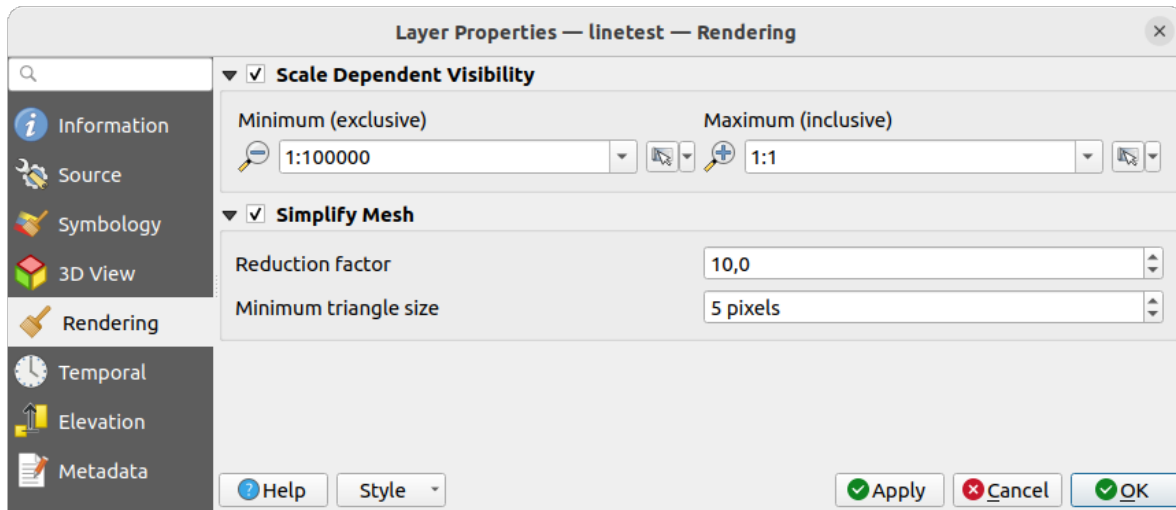 Layer Properties — linetest — Rendering
Information
Source
Symbology
3D View
Rendering
Temporal
Elevation
Metadata
Scale Dependent Visibility
Minimum (exclusive)
Maximum (inclusive)
1:100000
1:1
Simplify Mesh
Reduction factor
10,0
Minimum triangle size
5 pixels
Help
Style
Apply
Cancel
OK